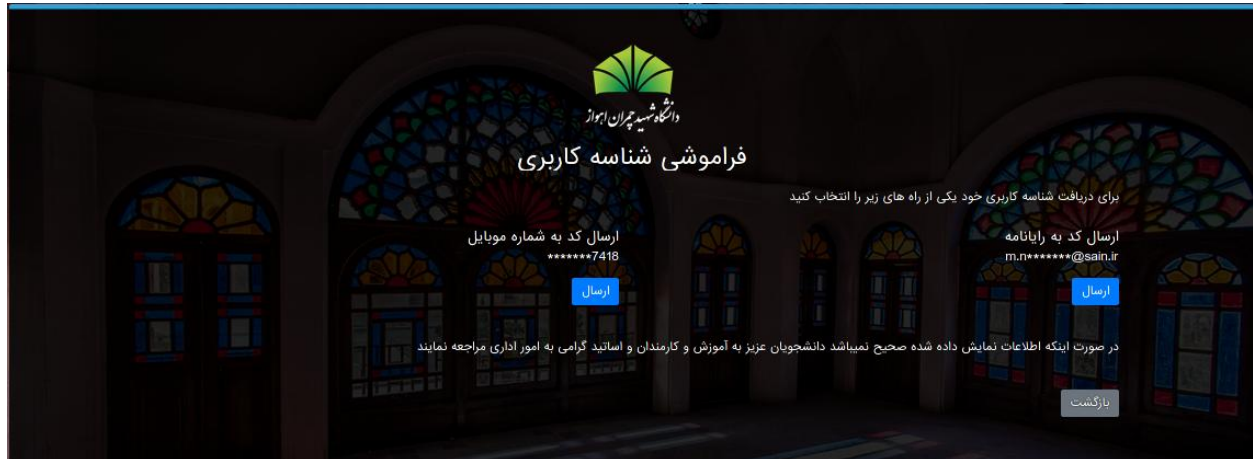 دانشگاه شهید چمران اهواز
فراموشی شناسه کاربری
برای دریافت شناسه کاربری خود یکی از راه های زیر را انتخاب کنید
ارسال کد به رایانامه
m.n*******@sain.ir
ارسال
ارسال کد به شماره موبایل
*******7418
ارسال
در صورت اینکه اطلاعات نمایش داده شده صحیح نمیباشد دانشجویان عزیز به آموزش و کارمندان و اساتید گرامی به امور اداری مراجعه نمایند
بازگشت